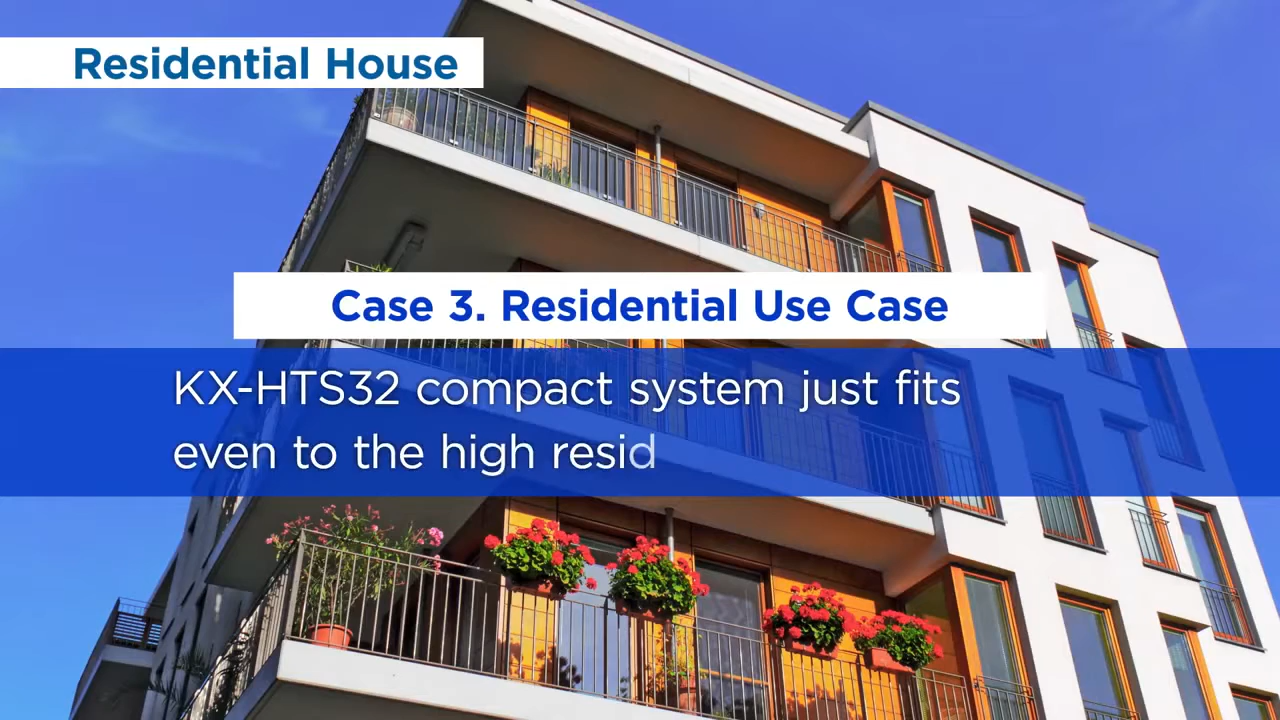 Residential House
Case 3. Residential Use Case
KX-HTS32 compact system just fits
even to the high resid